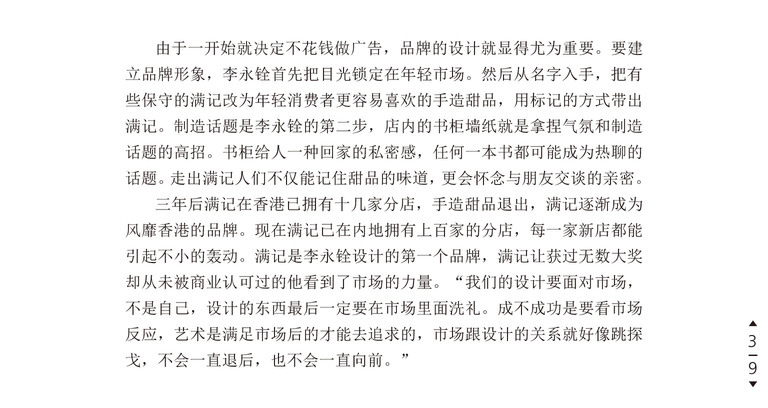 由于一开始就决定不花钱做广告，品牌的设计就显得尤为重要。要建
立品牌形象，李永铨首先把目光锁定在年轻市场。然后从名字入手，把有
些保守的满记改为年轻消费者更容易喜欢的手造甜品，用标记的方式带出
满记。制造话题是李永铨的第二步，店内的书柜墙纸就是拿捏气氛和制造
话题的高招。书柜给人一种回家的私密感，任何一本书都可能成为热聊的
话题。走出满记人们不仅能记住甜品的味道，更会怀念与朋友交谈的亲密。
三年后满记在香港已拥有十几家分店，手造甜品退出，满记逐渐成为
风靡香港的品牌。现在满记已在内地拥有上百家的分店，每一家新店都能
引起不小的轰动。满记是李永铨设计的第一个品牌，满记让获过无数大奖
却从未被商业认可过的他看到了市场的力量。“我们的设计要面对市场，
不是自己，设计的东西最后一定要在市场里面洗礼。成不成功是要看市场
反应，艺术是满足市场后的才能去追求的，市场跟设计的关系就好像跳探
戈，不会一直退后，也不会一直向前。”
3
9